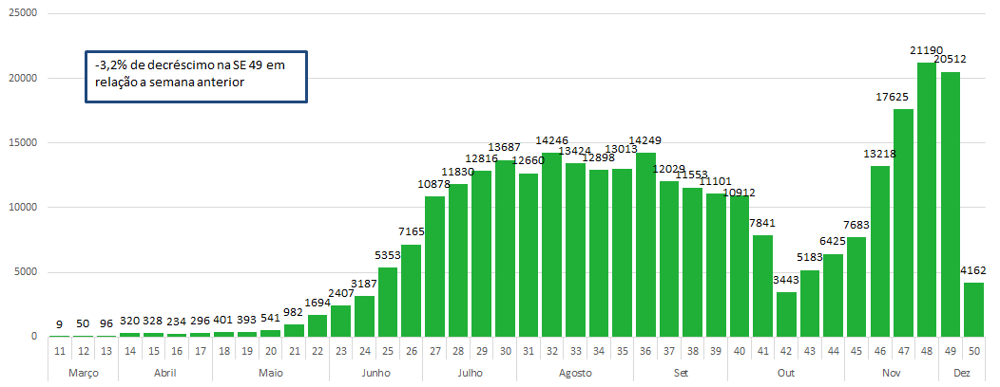 25000
-3,2% de decréscimo na SE 49 em
relação a semana anterior
20000
15000
10000
5000
0
9 50 96 320 328 234 296 401 393 541 982 1694 2407 3187 5353 7165 10878 11830 12816 13687 12660 14246 13424 12898 13013 14249 12029 11553 11101 10912 7841 3443 5183 6425 7683 13218 17625 21190 20512 4162
11 12 13 14 15 16 17 18 19 20 21 22 23 24 25 26 27 28 29 30 31 32 33 34 35 36 37 38 39 40 41 42 43 44 45 46 47 48 49 50
Março Abril Maio Junho Julho Agosto Set Out Nov Dez